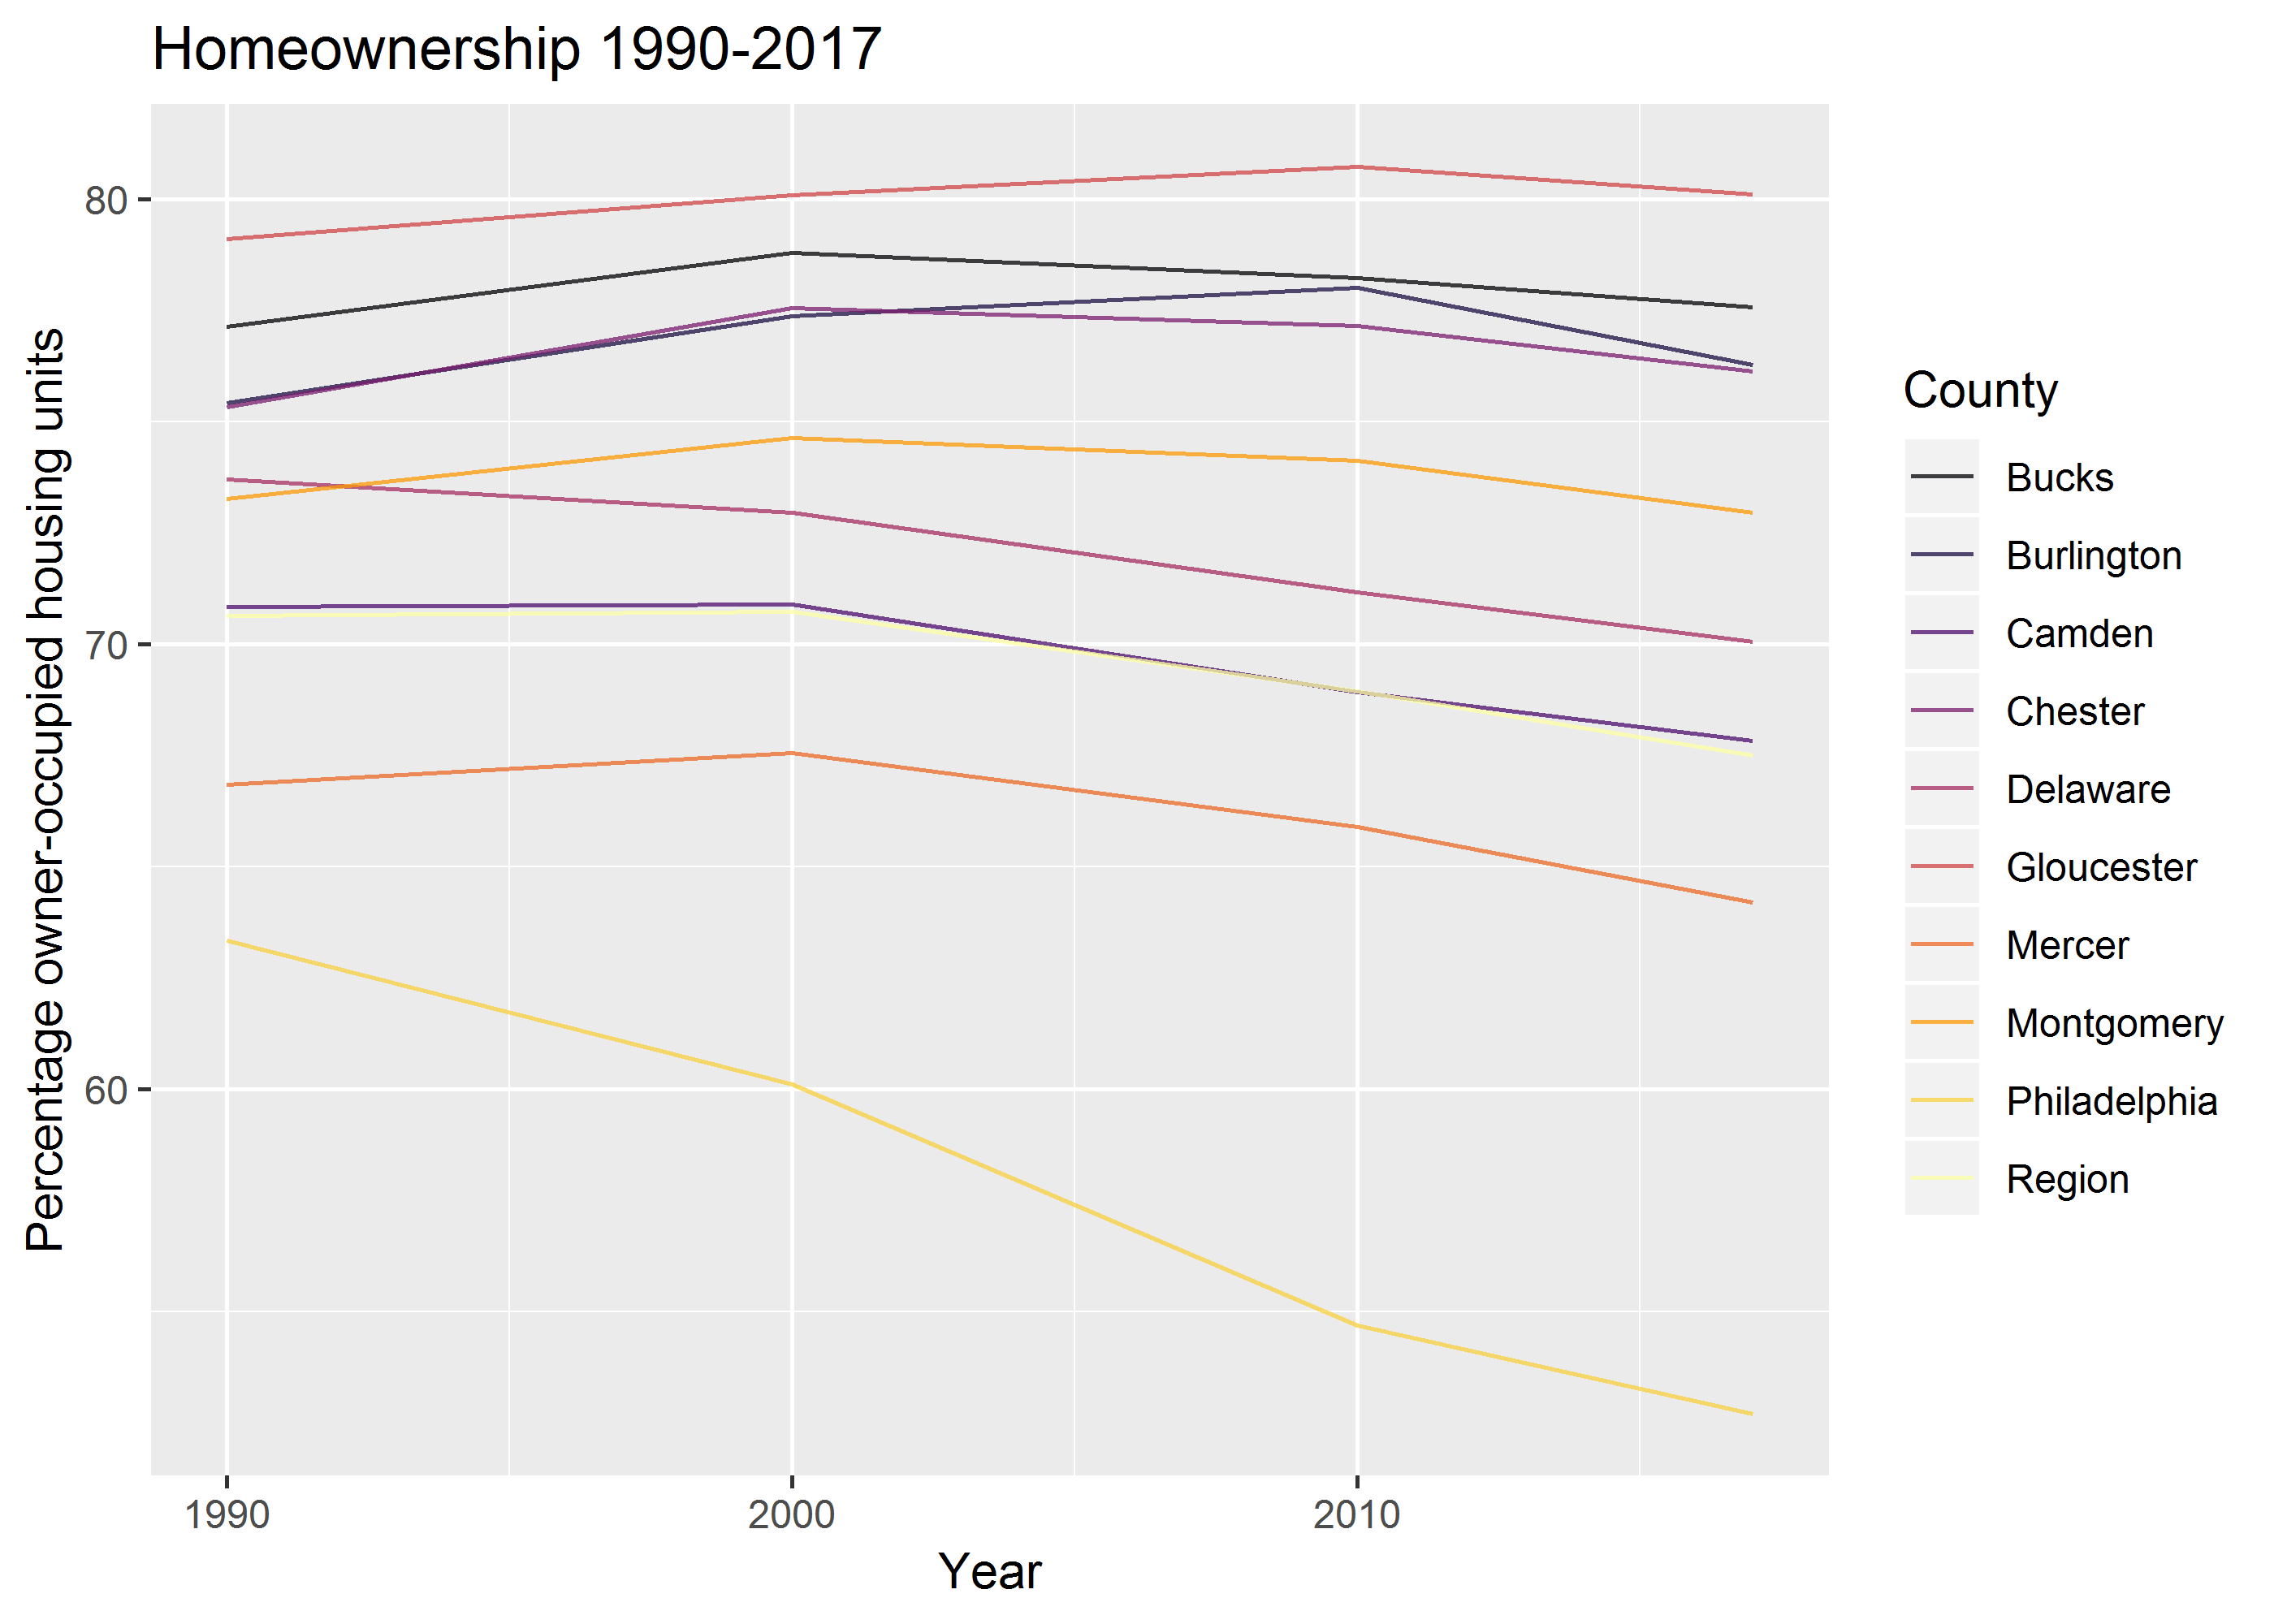 Homeownership 1990-2017
Percentage owner-occupied housing units
80
70
60
1990
2000
2010
Year
County
Bucks
Burlington
Camden
Chester
Delaware
Gloucester
Mercer
Montgomery
Philadelphia
Region